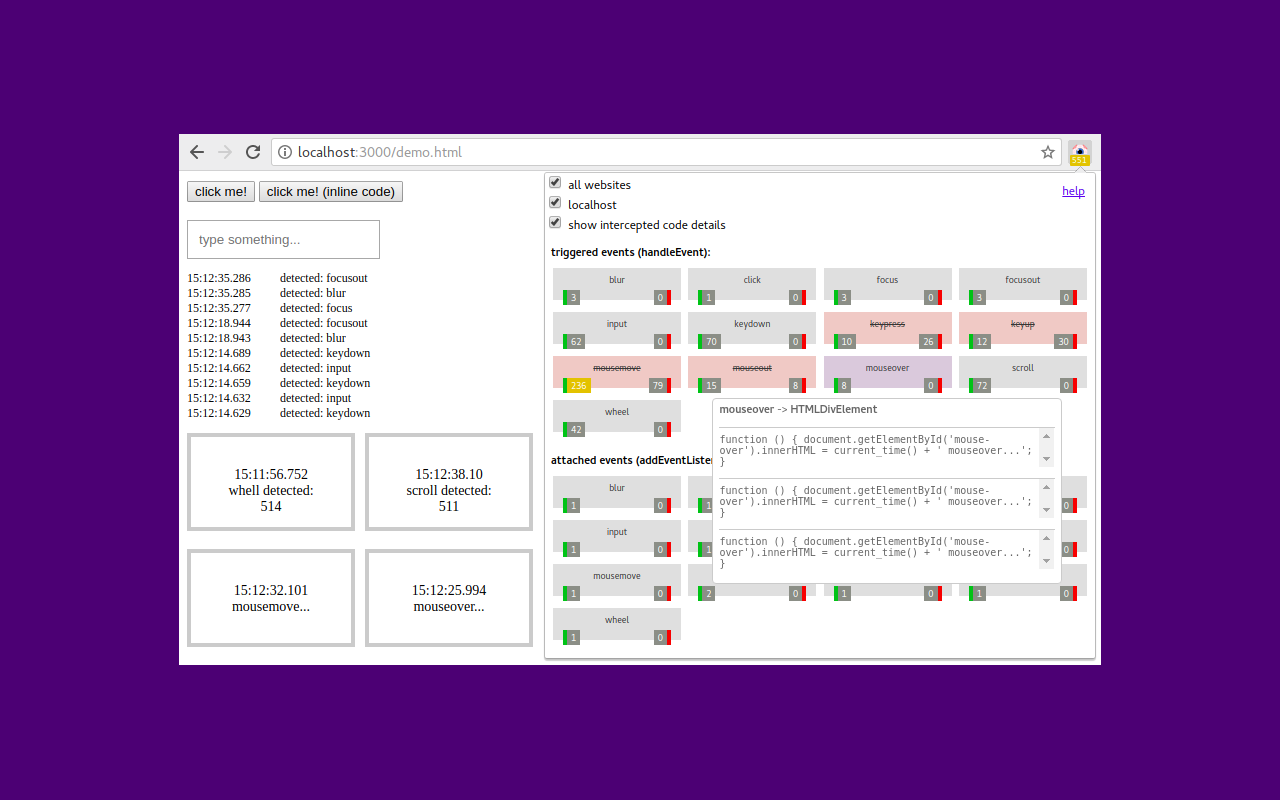 localhost:3000/demo.html
551
click me!
click me! (inline code)
type something...
15:12:35.286 detected: focusout
15:12:35.285 detected: blur
15:12:35.277 detected: focus
15:12:18.944 detected: focusout
15:12:18.943 detected: blur
15:12:14.689 detected: keydown
15:12:14.662 detected: input
15:12:14.659 detected: keydown
15:12:14.632 detected: input
15:12:14.629 detected: keydown
15:11:56.752
whell detected:
514
15:12:38.10
scroll detected:
511
15:12:32.101
mousemove...
15:12:25.994
mouseover...
all websites
help
localhost
show intercepted code details
triggered events (handleEvent):
blur click focus focusout
3 0 1 0 3 0 3 0
input keydown keypress keyup
62 0 70 0 10 26 12 30
mousemove mouseout mouseover scroll
236 79 15 8 8 0 72 0
wheel
42 0
mouseover -> HTMLDivElement
function () { document.getElementById('mouse-
over').innerHTML = current_time() + ' mouseover...';
}
function () { document.getElementById('mouse-
over').innerHTML = current_time() + ' mouseover...';
}
function () { document.getElementById('mouse-
over').innerHTML = current_time() + ' mouseover...';
}
attached events (addEventListe
blur
1 0 1 0
input
1 0 1 0
mousemove
1 0 2 0 1 0 1 0
wheel
1 0